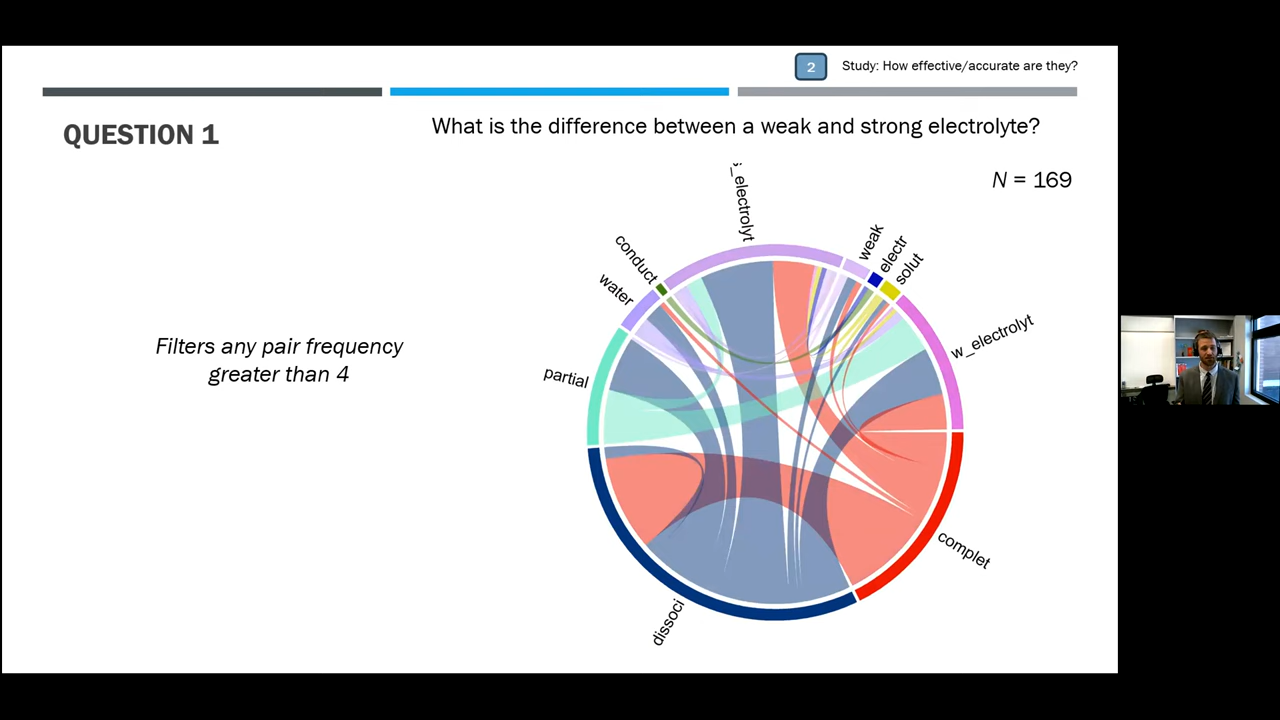 2
Study: How effective/accurate are they?
QUESTION 1
What is the difference between a weak and strong electrolyte?
N = 169
s_electrolyt
weak
electr
solut
conduct
water
w_electrolyt
Filters any pair frequency
greater than 4
partial
complet
dissoci